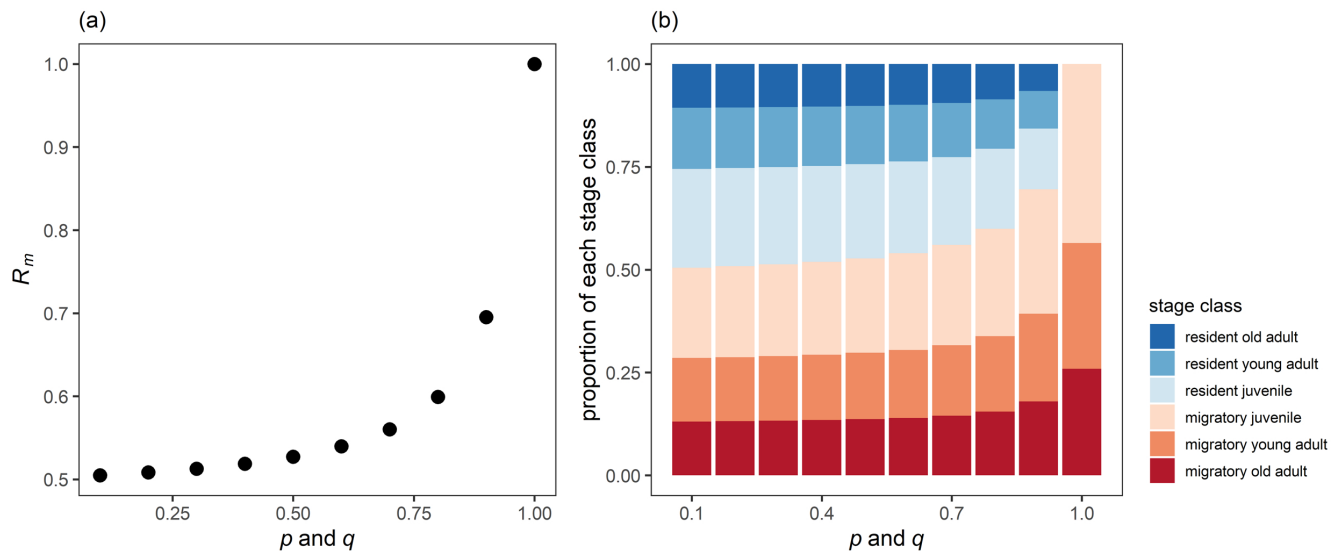 (a)
1.0
0.9
0.8
0.7
0.6
0.5
R_m
0.25 0.50 0.75 1.00
p and q
(b)
1.00
0.75
0.50
0.25
0.00
proportion of each stage class
0.1 0.4 0.7 1.0
p and q
stage class
resident old adult
resident young adult
resident juvenile
migratory juvenile
migratory young adult
migratory old adult